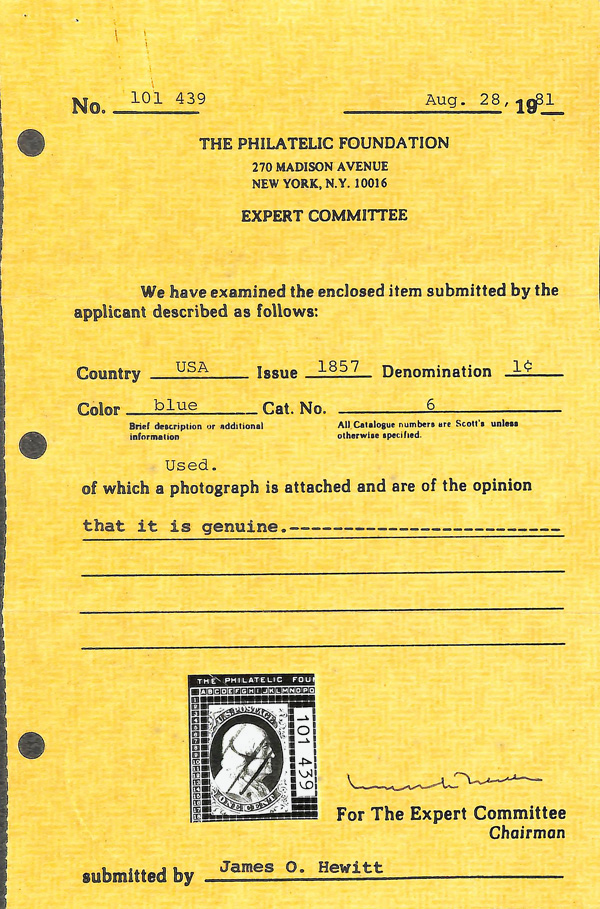 No. 101 439 Aug. 28, 1981
THE PHILATELIC FOUNDATION
270 MADISON AVENUE
NEW YORK, N.Y. 10016
EXPERT COMMITTEE
We have examined the enclosed item submitted by the
applicant described as follows:
Country USA Issue 1857 Denomination 1¢
Color blue Cat. No. 6
Brief description or additional information
All Catalogue numbers are Scott's unless otherwise specified.
Used.
of which a photograph is attached and are of the opinion
that it is genuine.
THE PHILATELIC FOU
ABCDEFGHIJKLMNOPQ
U.S. POSTAGE
101 439
ONE CENT
For The Expert Committee
Chairman
submitted by James O. Hewitt